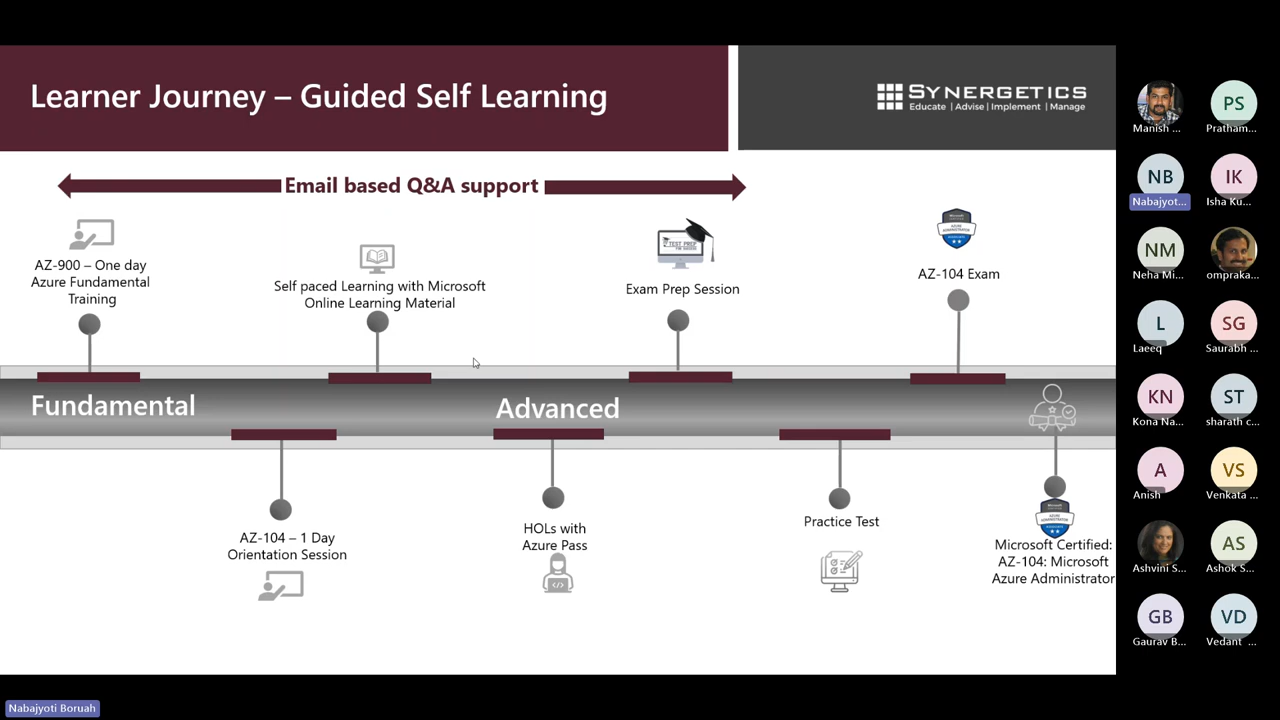 Learner Journey – Guided Self Learning
SYNERGETICS
Educate | Advise | Implement | Manage
Email based Q&A support
AZ-900 – One day
Azure Fundamental
Training
Self paced Learning with Microsoft
Online Learning Material
TEST PREP
Exam Prep Session
AZ-104 Exam
Fundamental
Advanced
AZ-104 – 1 Day
Orientation Session
HOLs with
Azure Pass
Practice Test
Microsoft Certified:
AZ-104: Microsoft
Azure Administrator
Manish ...
PS
Pratham...
NB
Nabajyot...
IK
Isha Ku...
NM
Neha Mi...
ompraka...
L
Laeeq
SG
Saurabh ...
KN
Kona Na...
ST
sharath c...
A
Anish
VS
Venkata ...
Ashvini S...
AS
Ashok S...
GB
Gaurav B...
VD
Vedant ...
Nabajyoti Boruah